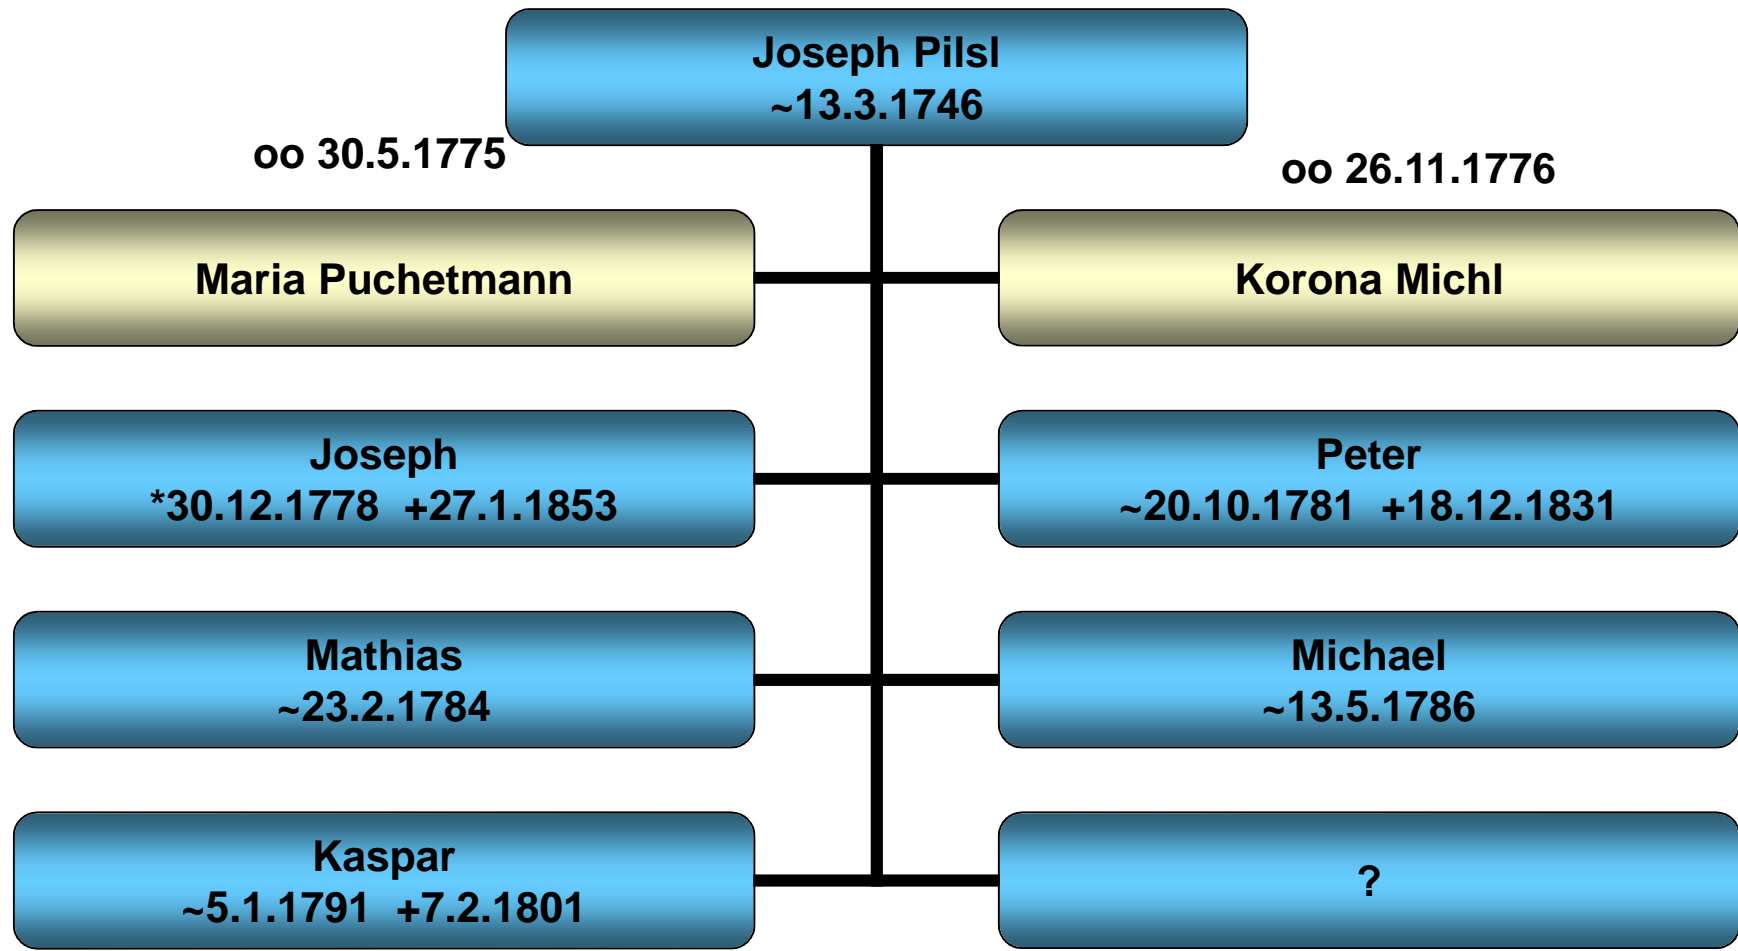 Joseph Pilsl
~13.3.1746
oo 30.5.1775
oo 26.11.1776
Maria Puchetmann
Korona Michl
Joseph
*30.12.1778 +27.1.1853
Peter
~20.10.1781 +18.12.1831
Mathias
~23.2.1784
Michael
~13.5.1786
Kaspar
~5.1.1791 +7.2.1801
?